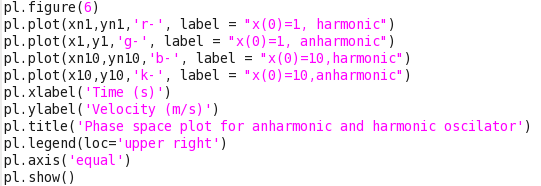 pl.figure(6)
pl.plot(xn1,yn1,'r-', label = "x(0)=1, harmonic")
pl.plot(x1,y1,'g-', label = "x(0)=1, anharmonic")
pl.plot(xn10,yn10,'b-', label = "x(0)=10,harmonic")
pl.plot(x10,y10,'k-', label = "x(0)=10,anharmonic")
pl.xlabel('Time (s)')
pl.ylabel('Velocity (m/s)')
pl.title('Phase space plot for anharmonic and harmonic oscilator')
pl.legend(loc='upper right')
pl.axis('equal')
pl.show()